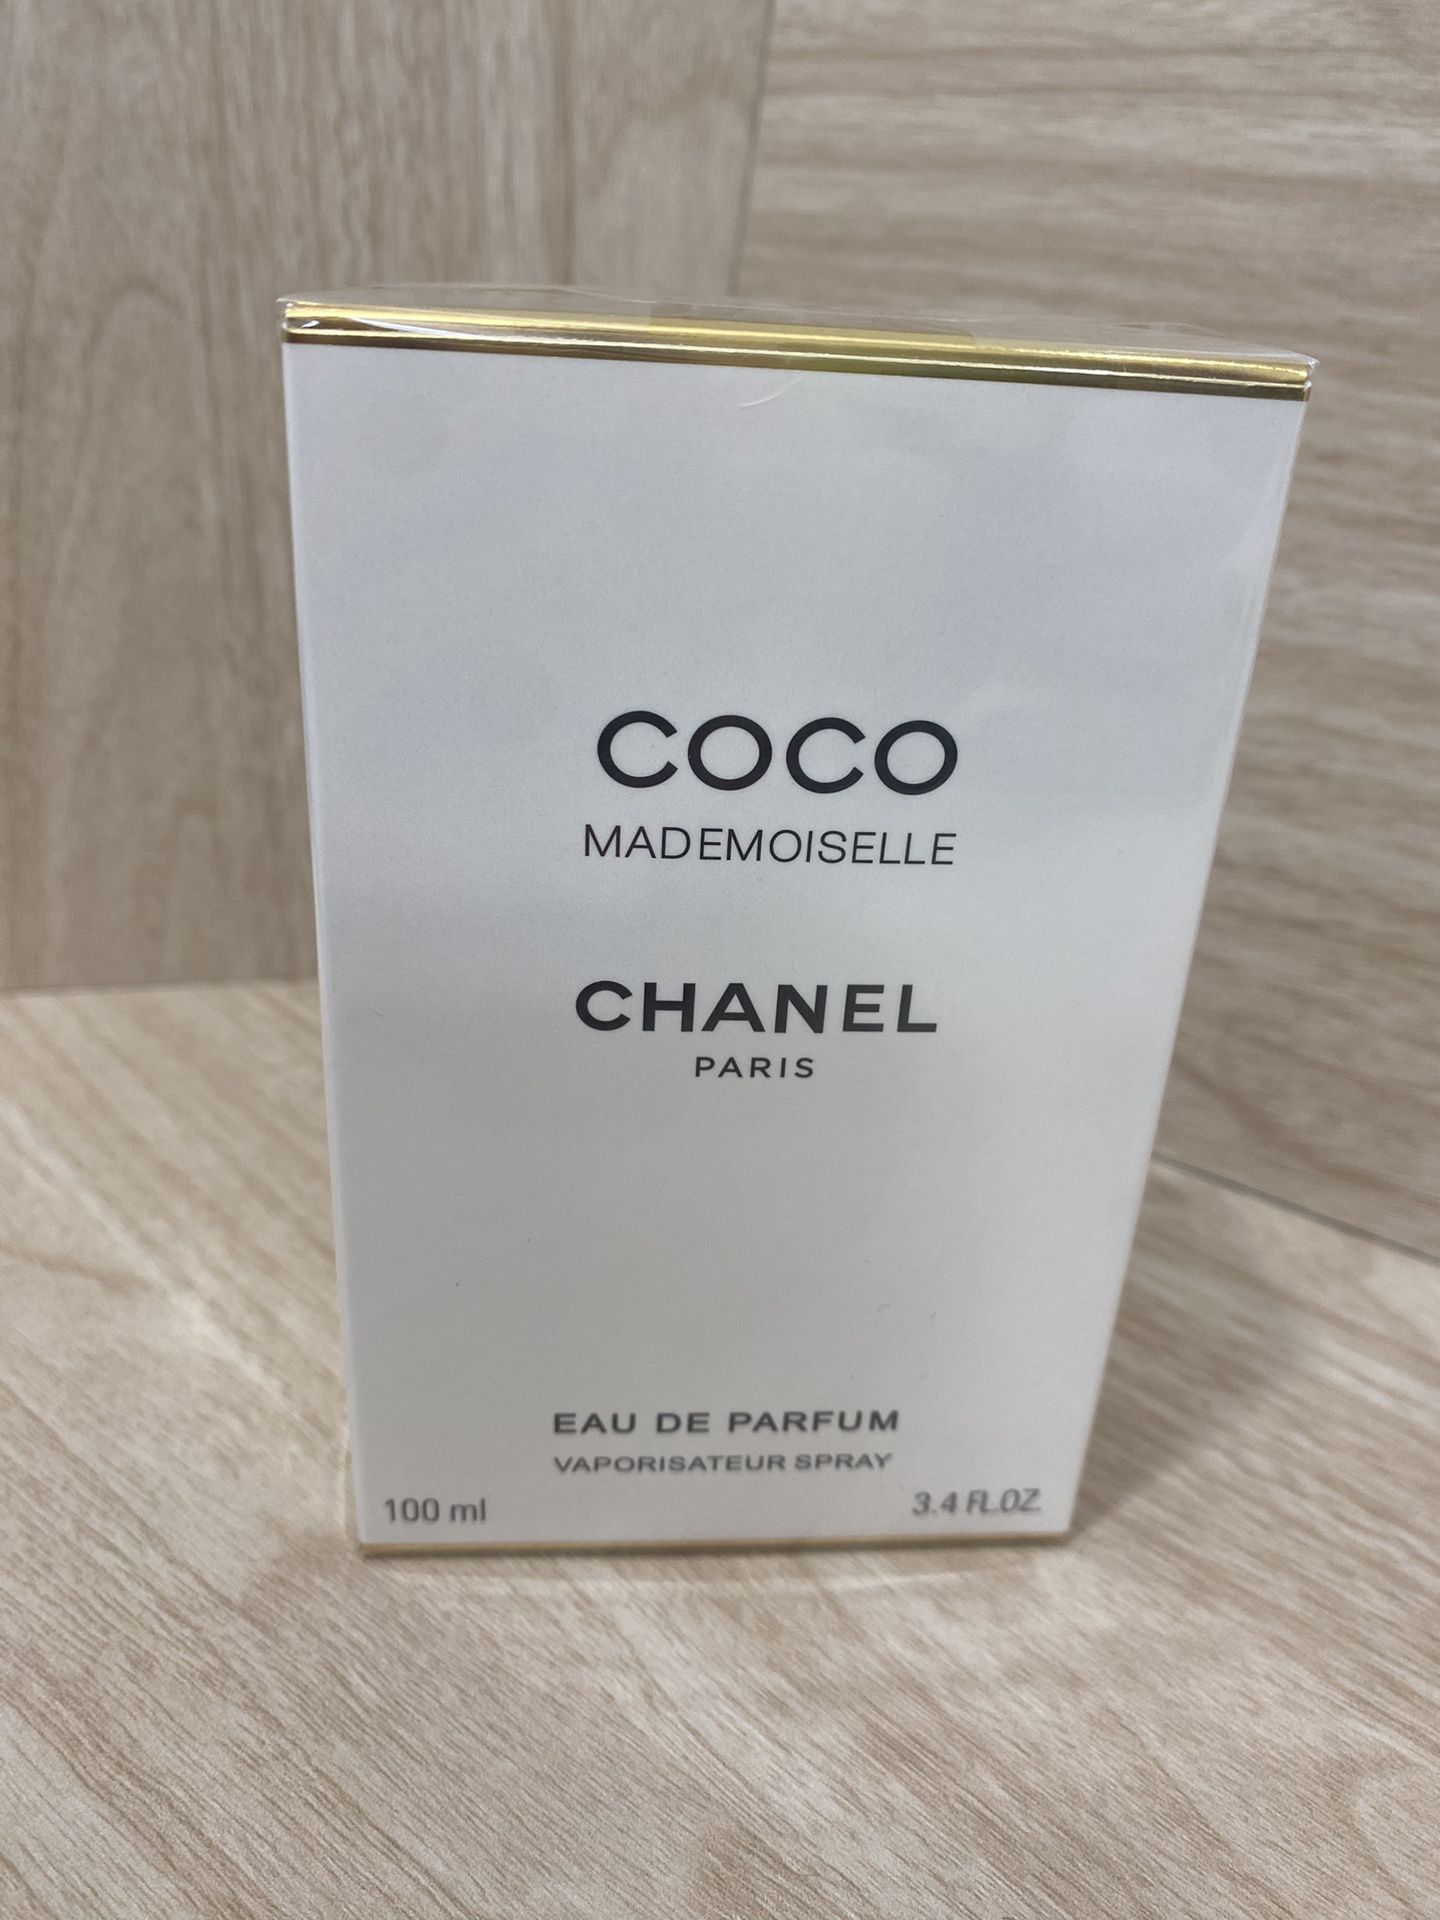 COCO
MADEMOISELLE
CHANEL
PARIS
EAU DE PARFUM
VAPORISATEUR SPRAY
100 ml 3.4 FL.OZ.